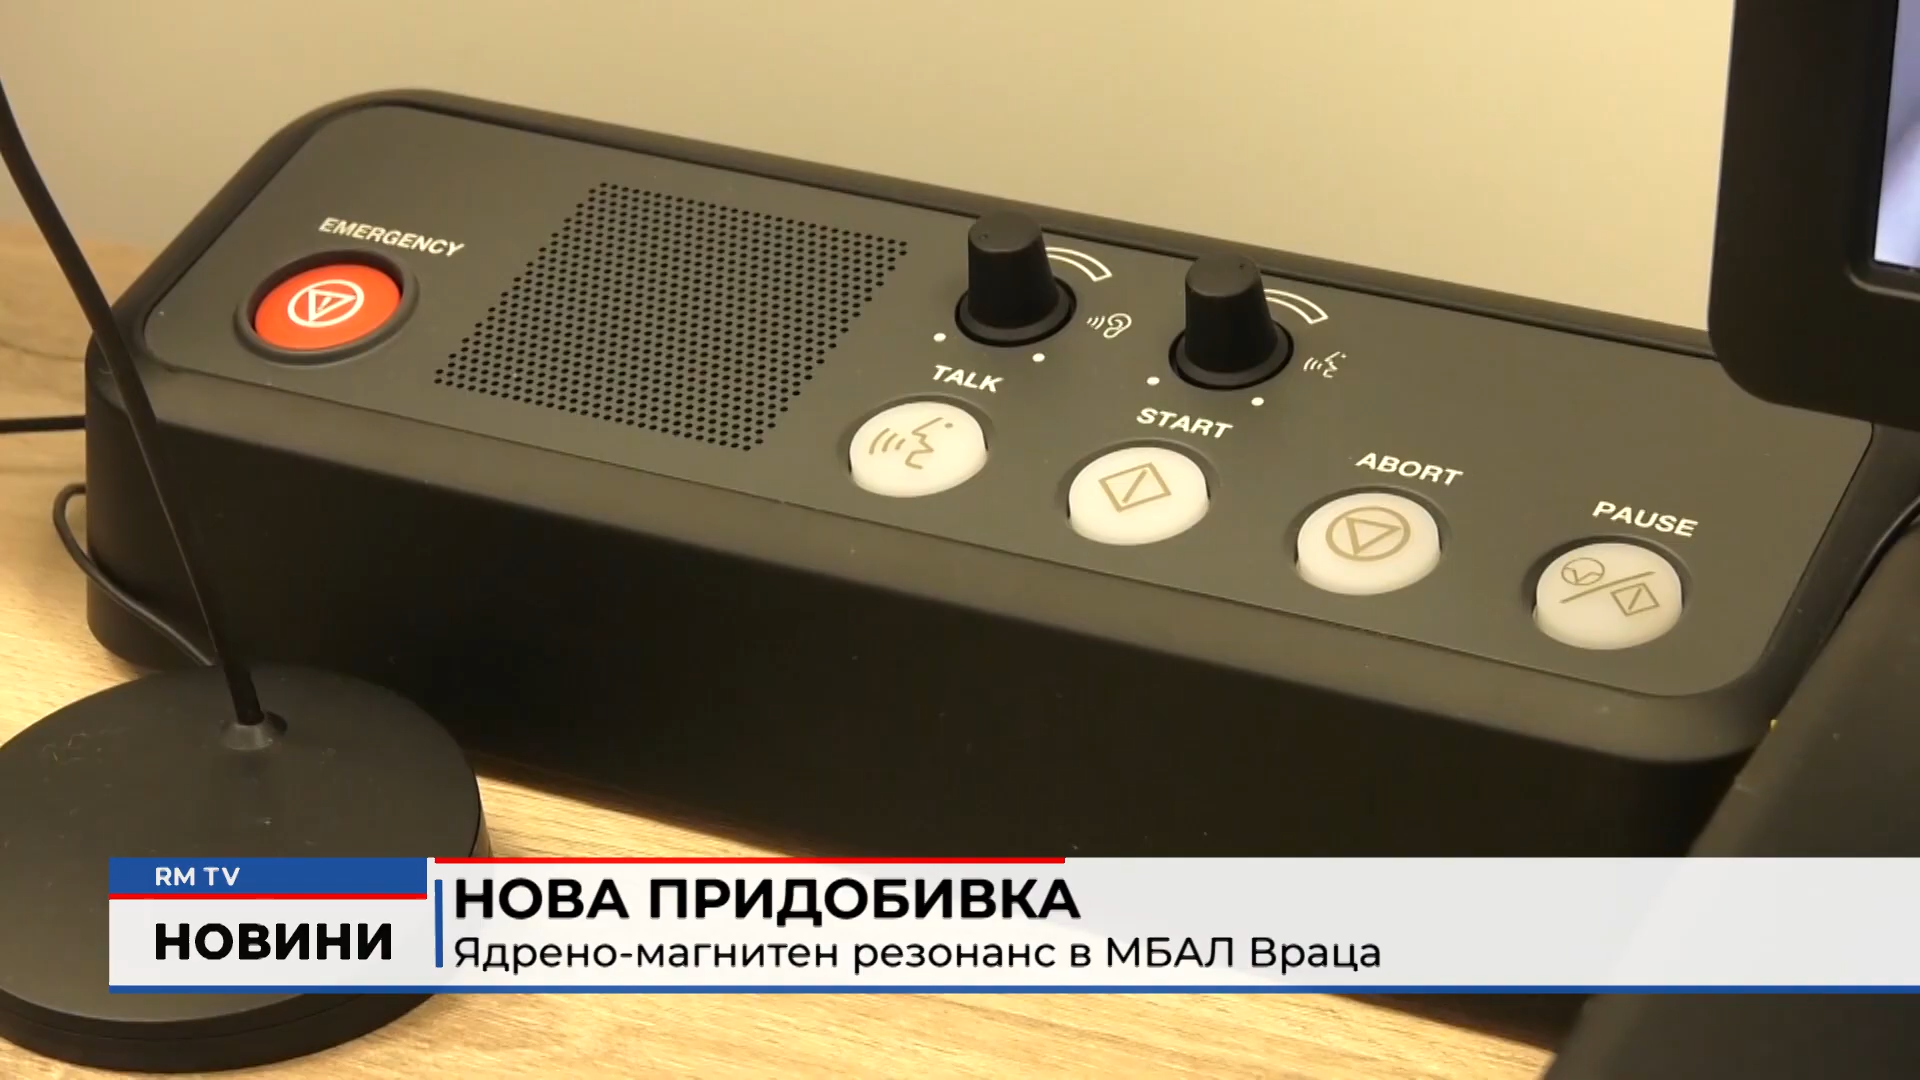 EMERGENCY
TALK
START
ABORT
PAUSE
RM TV
НОВИНИ
НОВА ПРИДОБИВКА
Ядрено-магнитен резонанс в МБАЛ Враца